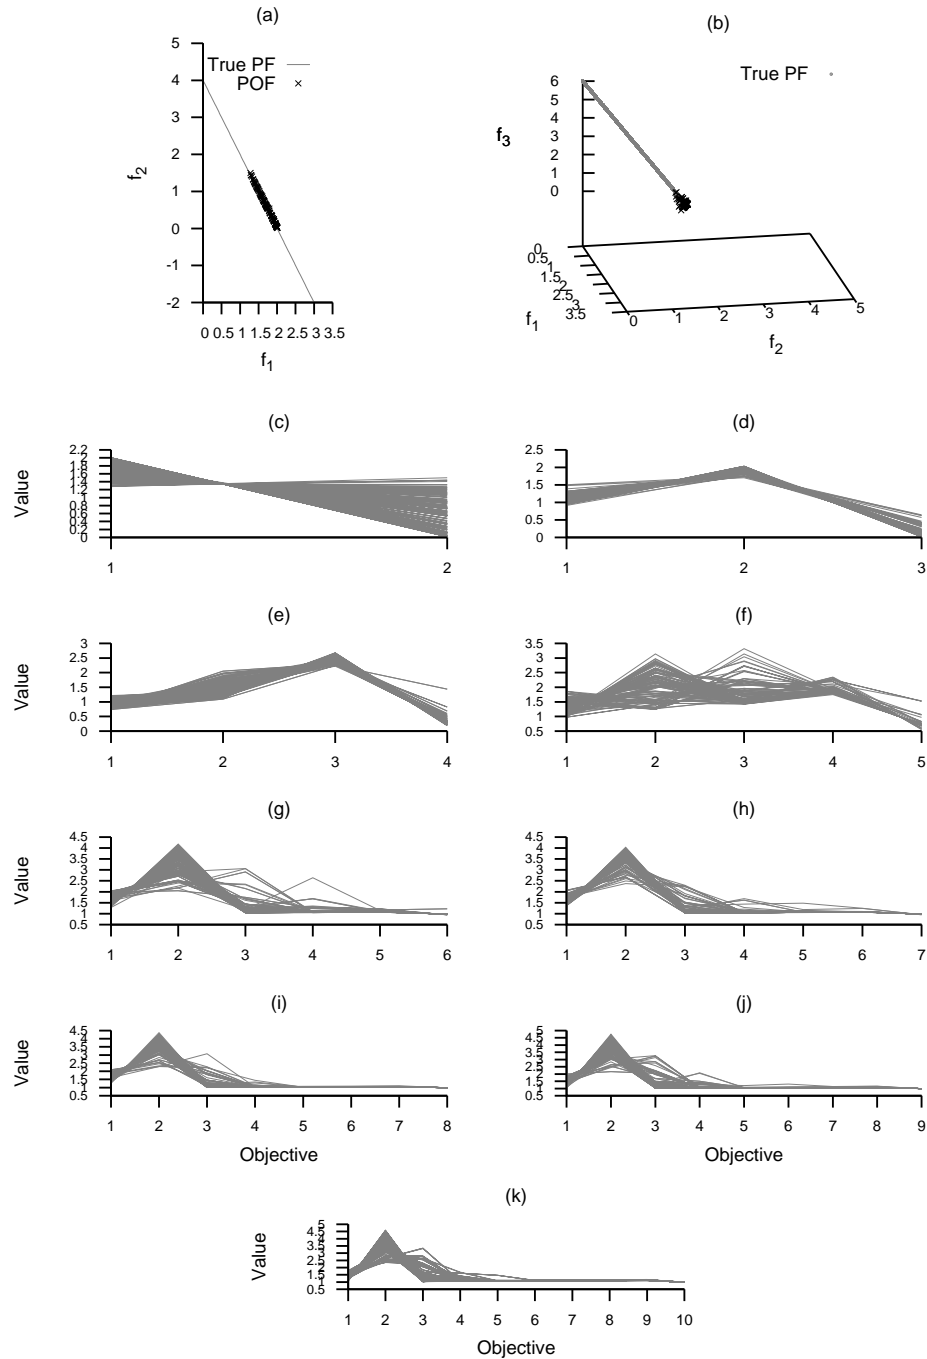 (a)
5
4
3
2
1
0
-1
-2
f2
True PF
POF
0 0.5 1 1.5 2 2.5 3 3.5
f1
(b)
True PF
6
5
4
3
2
1
0
f3
0
0.5
1
1.5
2
2.5
3
3.5
f1
0 1 2 3 4 5
f2
(c)
Value
2.2
2
1.8
1.6
1.4
1.2
1
0.8
0.6
0.4
0.2
0
1 2
(d)
2.5
2
1.5
1
0.5
0
1 2 3
(e)
Value
3
2.5
2
1.5
1
0.5
0
1 2 3 4
(f)
3.5
3
2.5
2
1.5
1
0.5
1 2 3 4 5
(g)
Value
4.5
4
3.5
3
2.5
2
1.5
1
0.5
1 2 3 4 5 6
(h)
4.5
4
3.5
3
2.5
2
1.5
1
0.5
1 2 3 4 5 6 7
(i)
Value
4.5
4
3.5
3
2.5
2
1.5
1
0.5
1 2 3 4 5 6 7 8
Objective
(j)
5
4.5
4
3.5
3
2.5
2
1.5
1
0.5
1 2 3 4 5 6 7 8 9
Objective
(k)
Value
5
4.5
4
3.5
3
2.5
2
1.5
1
0.5
1 2 3 4 5 6 7 8 9 10
Objective